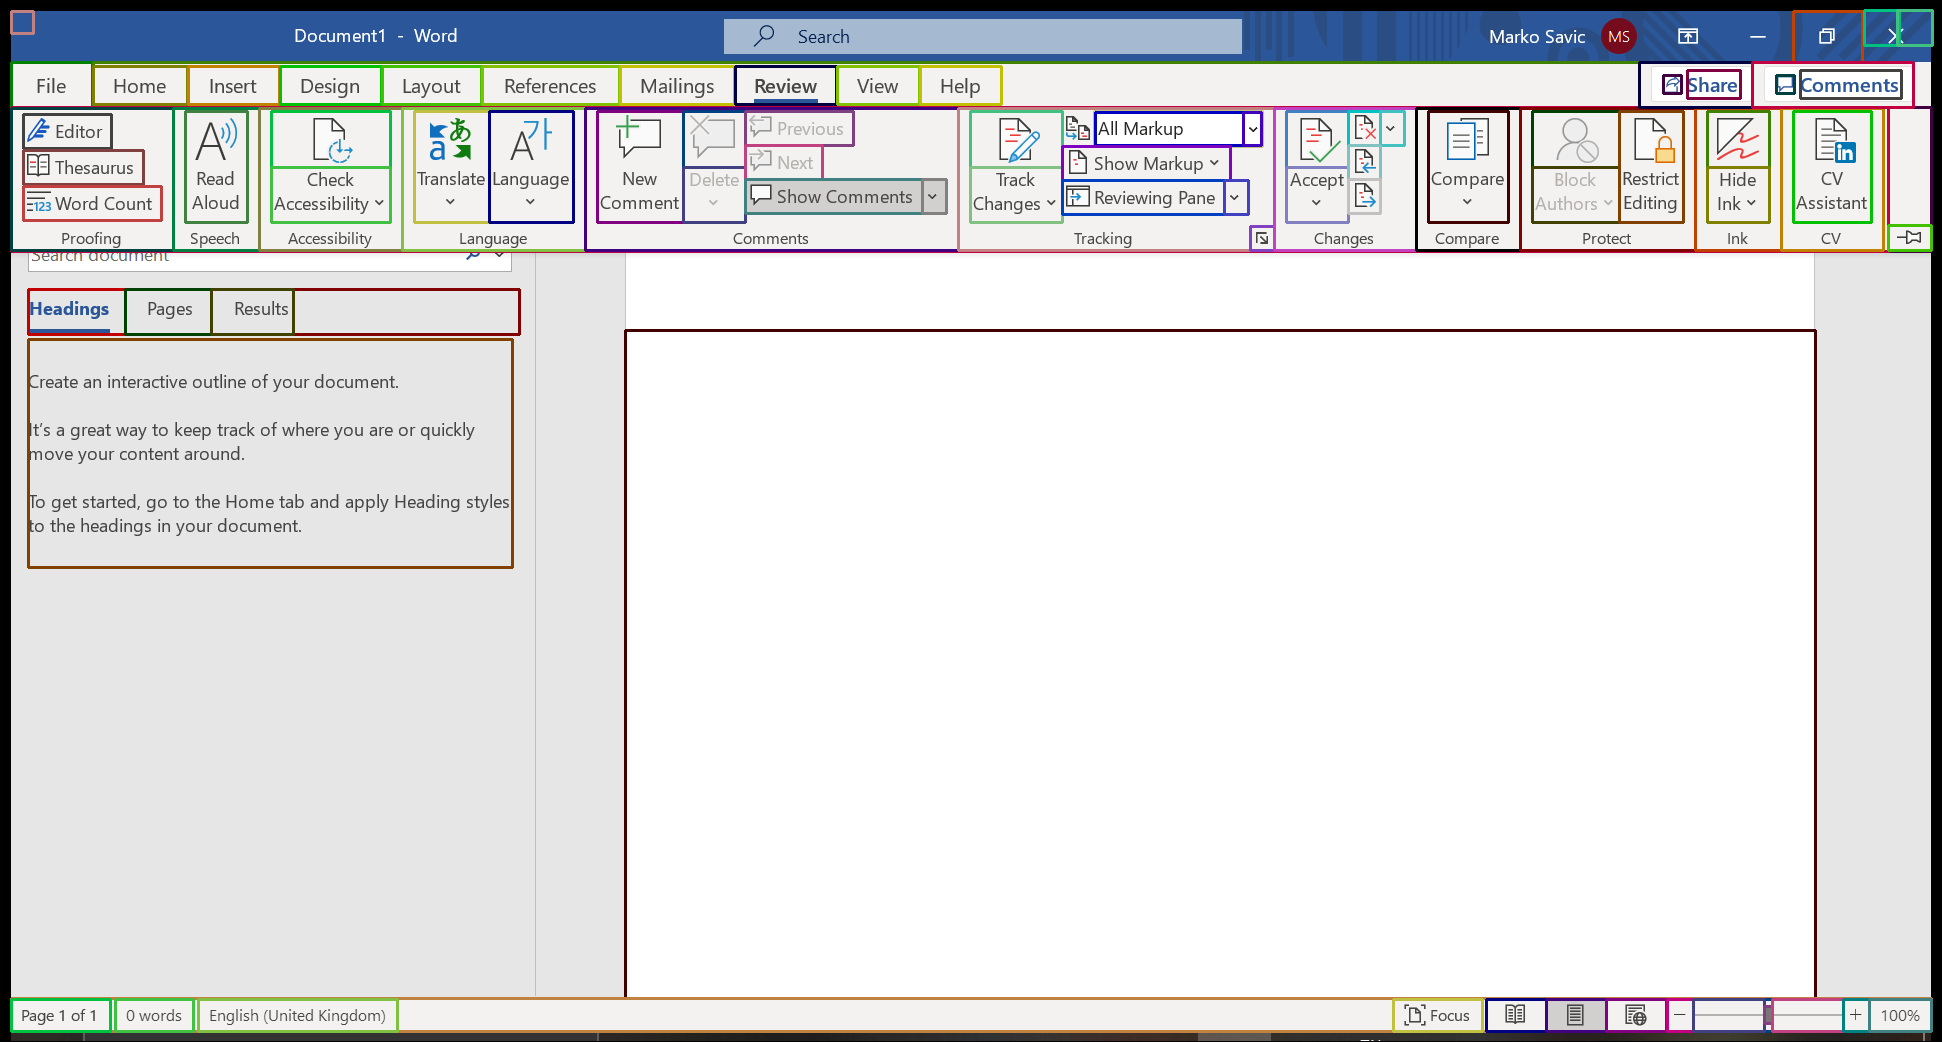 Document1 - Word
Search
Marko Savic
MS
File
Home
Insert
Design
Layout
References
Mailings
Review
View
Help
Share
Comments
Editor
Thesaurus
Word Count
Proofing
Read
Aloud
Speech
Check
Accessibility
Accessibility
Translate
Language
Language
New
Comment
Delete
Previous
Next
Show Comments
Comments
Track
Changes
All Markup
Show Markup
Reviewing Pane
Tracking
Accept
Changes
Compare
Compare
Block
Authors
Restrict
Editing
Protect
Hide
Ink
Ink
CV
Assistant
CV
Search document
Headings
Pages
Results
Create an interactive outline of your document.
It's a great way to keep track of where you are or quickly
move your content around.
To get started, go to the Home tab and apply Heading styles
to the headings in your document.
Page 1 of 1
0 words
English (United Kingdom)
Focus
100%